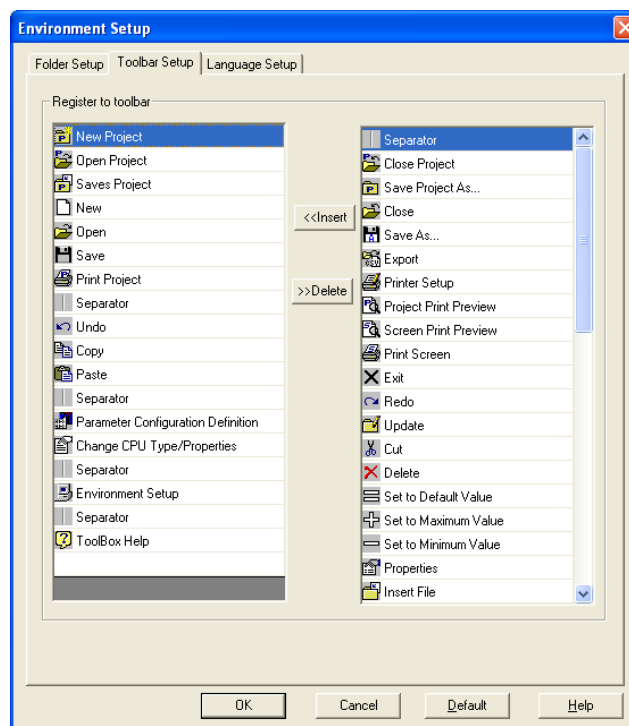 Environment Setup
Folder Setup Toolbar Setup Language Setup
Register to toolbar
New Project
Open Project
Saves Project
New
Open
Save
Print Project
Separator
Undo
Copy
Paste
Separator
Parameter Configuration Definition
Change CPU Type/Properties
Separator
Environment Setup
Separator
ToolBox Help
<<Insert
>>Delete
Separator
Close Project
Save Project As...
Close
Save As...
Export
Printer Setup
Project Print Preview
Screen Print Preview
Print Screen
Exit
Redo
Update
Cut
Delete
Set to Default Value
Set to Maximum Value
Set to Minimum Value
Properties
Insert File
OK Cancel Default Help